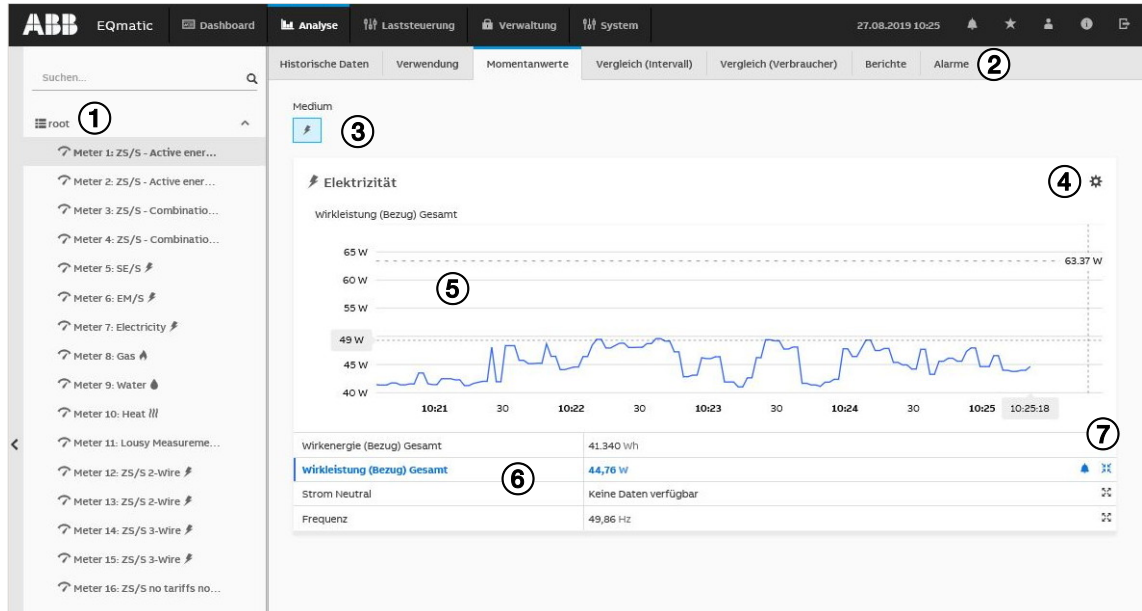 ABB EQmatic Dashboard Analyse Laststeuerung Verwaltung System 27.08.2019 10:25
Suchen...
1
root
Meter 1: ZS/S - Active ener...
Meter 2: ZS/S - Active ener...
Meter 3: ZS/S - Combinatio...
Meter 4: ZS/S - Combinatio...
Meter 5: SE/S
Meter 6: EM/S
Meter 7: Electricity
Meter 8: Gas
Meter 9: Water
Meter 10: Heat
Meter 11: Lousy Measureme...
Meter 12: ZS/S 2-Wire
Meter 13: ZS/S 2-Wire
Meter 14: ZS/S 3-Wire
Meter 15: ZS/S 3-Wire
Meter 16: ZS/S no tariffs no...
Historische Daten Verwendung Momentanwerte Vergleich (Intervall) Vergleich (Verbraucher) Berichte Alarme 2
Medium
3
Elektrizität 4
Wirkleistung (Bezug) Gesamt
65 W
63.37 W
60 W
5
55 W
49 W
45 W
40 W
10:21 30 10:22 30 10:23 30 10:24 30 10:25 10:25:18
7
Wirkenergie (Bezug) Gesamt 41.340 Wh
Wirkleistung (Bezug) Gesamt 6 44,76 W
Strom Neutral Keine Daten verfügbar
Frequenz 49,86 Hz